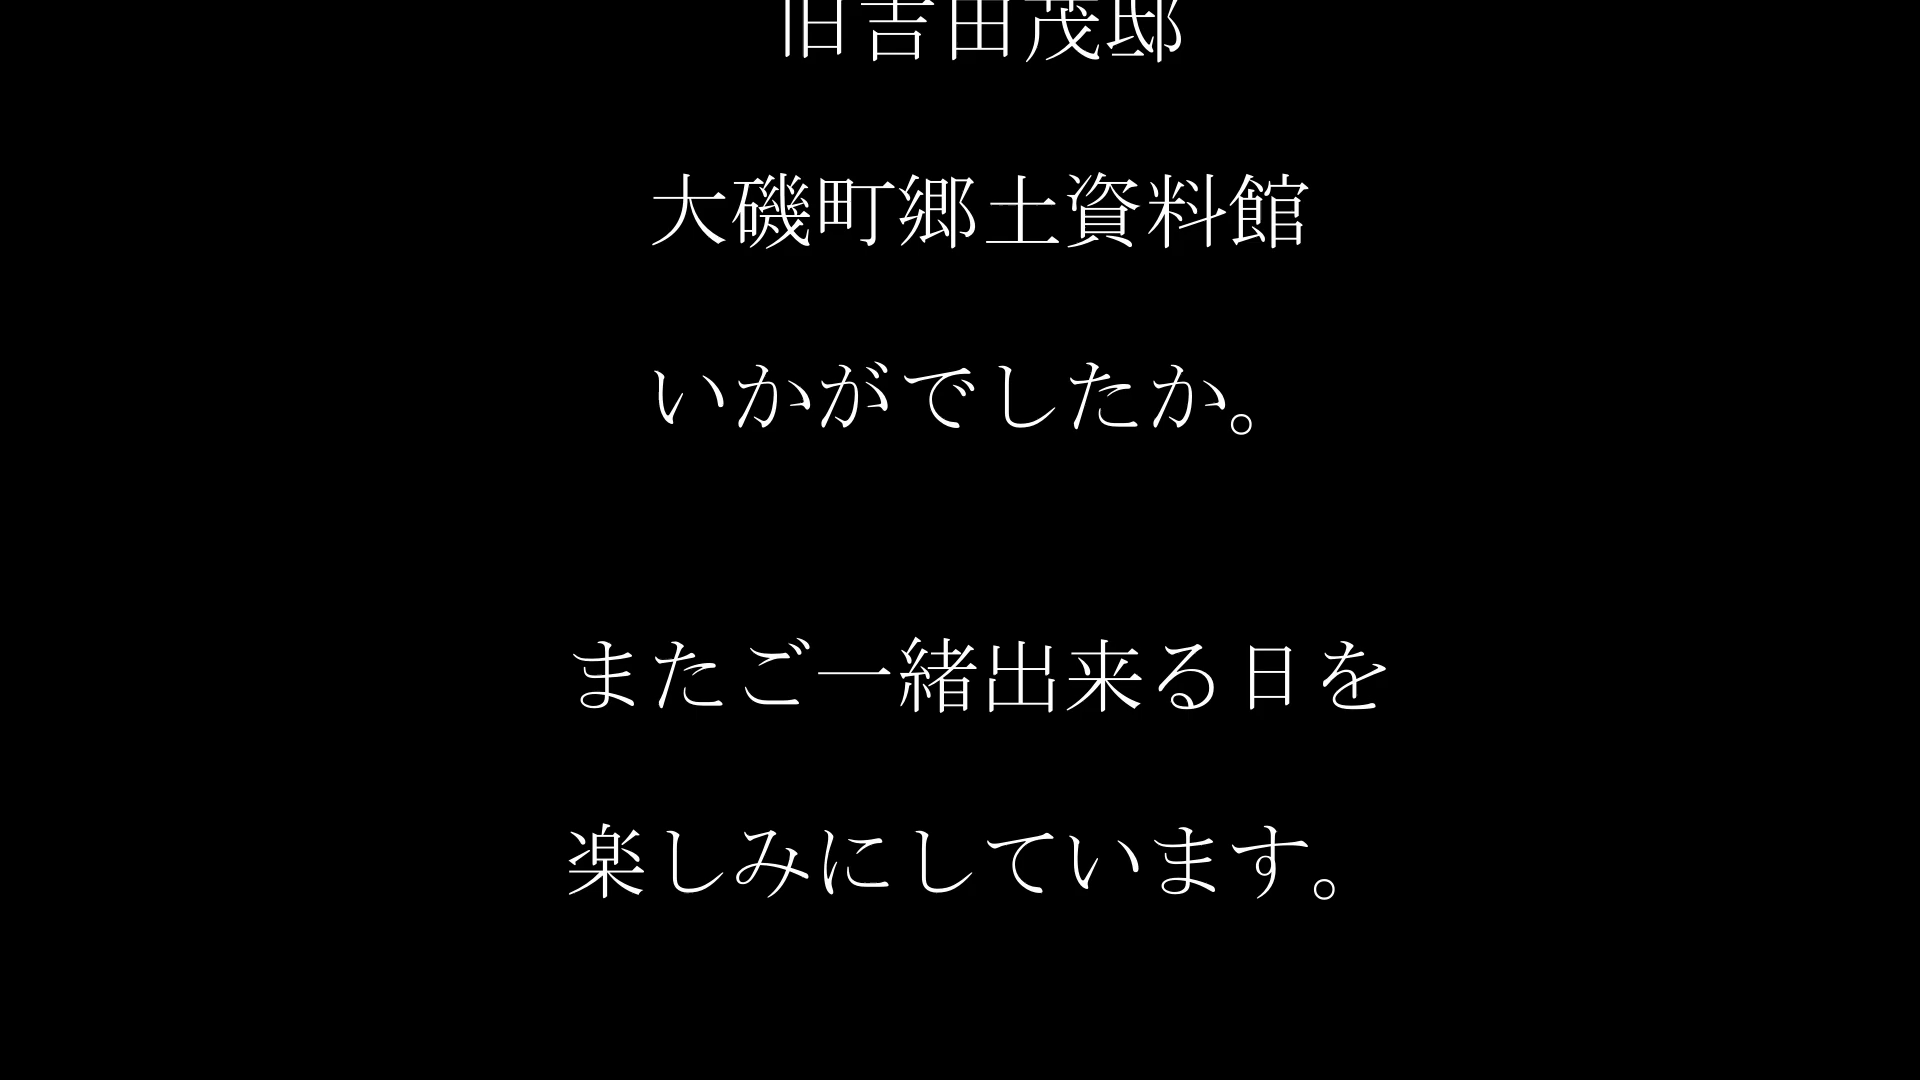 旧吉田茂邸
大磯町郷土資料館
いかがでしたか。
またご一緒出来る日を
楽しみにしています。